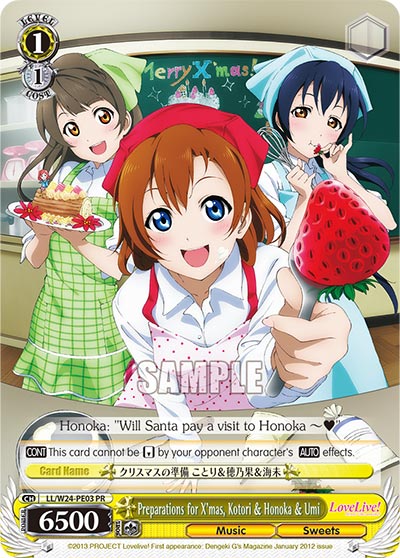 LEVEL
1
1
COST
Merry X'mas!
SAMPLE
Honoka: "Will Santa pay a visit to Honoka ～♥"
CONT This card cannot be by your opponent's character's AUTO effects.
Card Name クリスマスの準備 ことり&穂乃果&海未
CH LL/W24-PE03 PR
Preparations for X'mas, Kotori & Honoka & Umi
LoveLive!
POWER 6500 SOUL
Music Sweets
©2013 PROJECT Lovelive! First appearance: Dengeki G's Magazine January 2012 issue